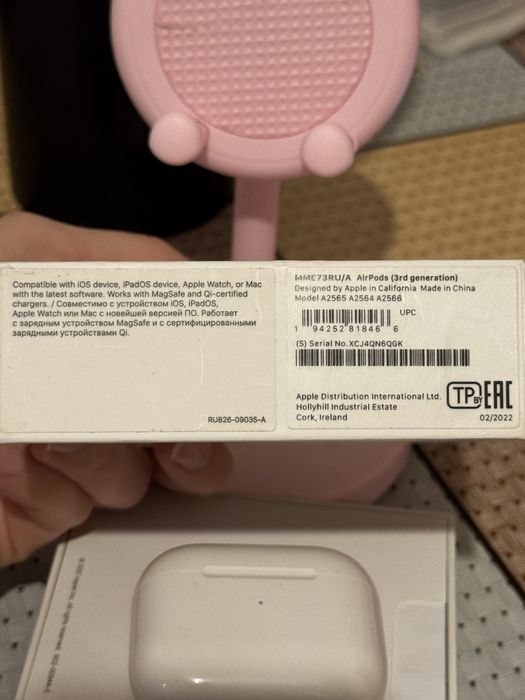 Compatible with iOS device, iPadOS device, Apple Watch, or Mac
with the latest software. Works with MagSafe and Qi-certified
chargers. / Совместимо с устройством iOS, iPadOS,
Apple Watch или Mac с новейшей версией ПО. Работает
с зарядным устройством MagSafe и с сертифицированными
зарядными устройствами Qi.
RU826-09035-A
MME73RU/A AirPods (3rd generation)
Designed by Apple in California Made in China
Model A2565 A2564 A2566
UPC
1 94252 81846 6
(S) Serial No.XCJ4QN6QGK
Apple Distribution International Ltd.
Hollyhill Industrial Estate
Cork, Ireland
TP BY EAC
02/2022